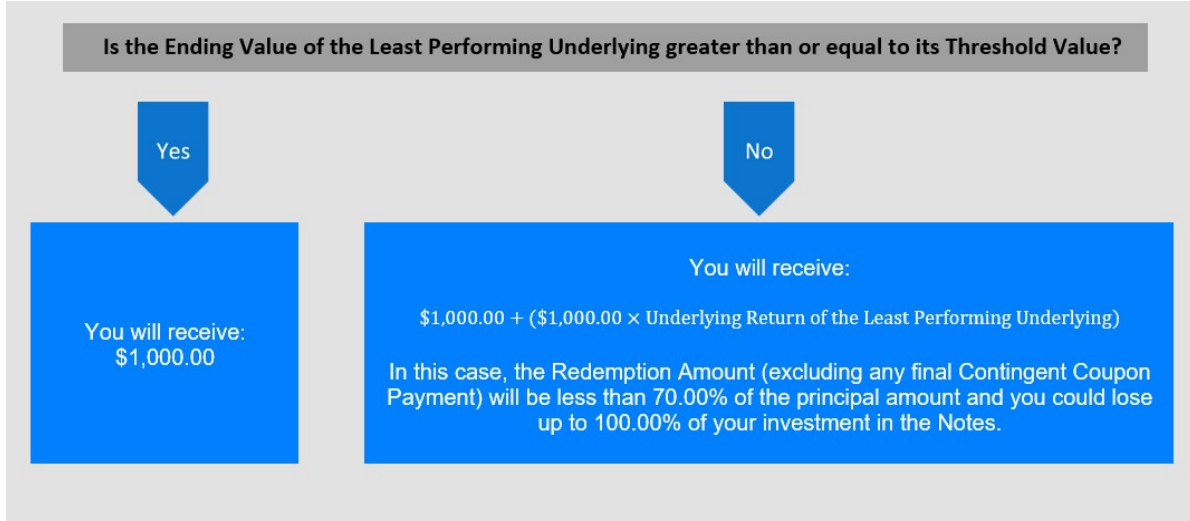 Is the Ending Value of the Least Performing Underlying greater than or equal to its Threshold Value?
Yes
No
You will receive:
$1,000.00
You will receive:
$1,000.00 + ($1,000.00 × Underlying Return of the Least Performing Underlying)
In this case, the Redemption Amount (excluding any final Contingent Coupon
Payment) will be less than 70.00% of the principal amount and you could lose
up to 100.00% of your investment in the Notes.